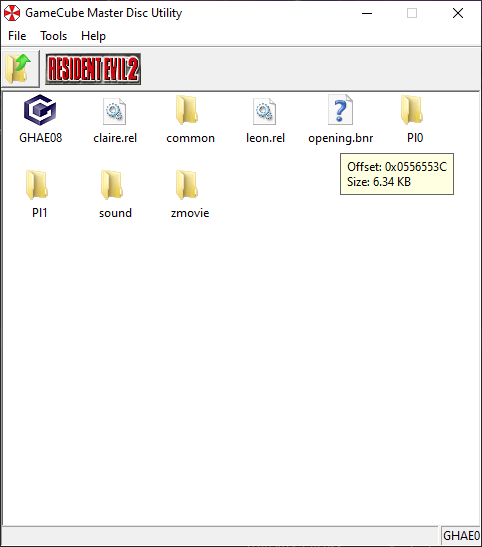 GameCube Master Disc Utility
File Tools Help
RESIDENT EVIL 2
GHAE08 claire.rel common leon.rel opening.bnr PI0
Offset: 0x0556553C
Size: 6.34 KB
PI1 sound zmovie
GHAE0